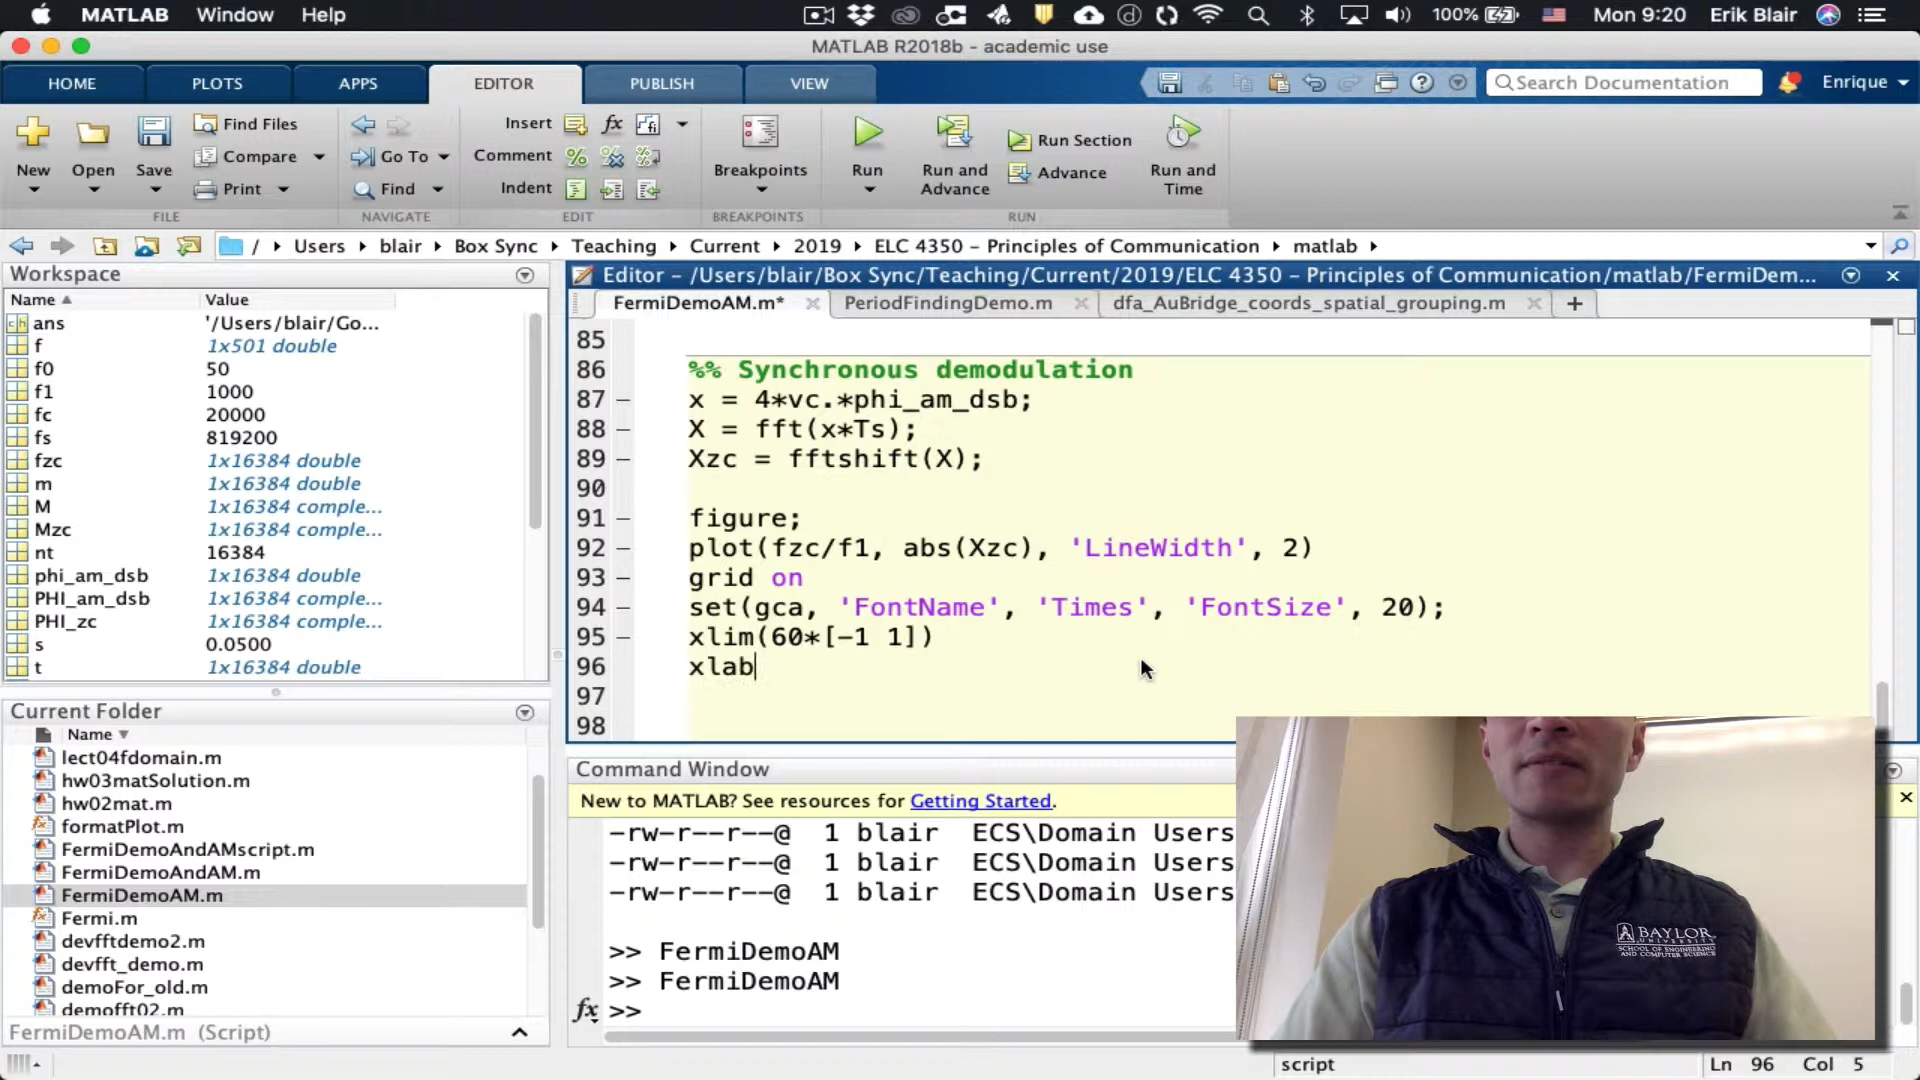 MATLAB Window Help 100% Mon 9:20 Erik Blair
MATLAB R2018b - academic use
HOME PLOTS APPS EDITOR PUBLISH VIEW Search Documentation Enrique
New Open Save Find Files Compare Print Go To Find Insert fx Comment Indent Breakpoints Run Run and Advance Run Section Advance Run and Time
FILE NAVIGATE EDIT BREAKPOINTS RUN
/ Users blair Box Sync Teaching Current 2019 ELC 4350 - Principles of Communication matlab
Workspace
Name Value
ans '/Users/blair/Go...
f 1x501 double
f0 50
f1 1000
fc 20000
fs 819200
fzc 1x16384 double
m 1x16384 double
M 1x16384 comple...
Mzc 1x16384 comple...
nt 16384
phi_am_dsb 1x16384 double
PHI_am_dsb 1x16384 comple...
PHI_zc 1x16384 comple...
s 0.0500
t 1x16384 double
Current Folder
Name
lect04fdomain.m
hw03matSolution.m
hw02mat.m
formatPlot.m
FermiDemoAndAMscript.m
FermiDemoAndAM.m
FermiDemoAM.m
Fermi.m
devfftdemo2.m
devfft_demo.m
demoFor_old.m
demofft02.m
FermiDemoAM.m (Script)
Editor - /Users/blair/Box Sync/Teaching/Current/2019/ELC 4350 - Principles of Communication/matlab/FermiDem...
FermiDemoAM.m* PeriodFindingDemo.m dfa_AuBridge_coords_spatial_grouping.m +
85
86 %% Synchronous demodulation
87 - x = 4*vc.*phi_am_dsb;
88 - X = fft(x*Ts);
89 - Xzc = fftshift(X);
90
91 - figure;
92 - plot(fzc/f1, abs(Xzc), 'LineWidth', 2)
93 - grid on
94 - set(gca, 'FontName', 'Times', 'FontSize', 20);
95 - xlim(60*[-1 1])
96 xlab
97
98
Command Window
New to MATLAB? See resources for Getting Started.
-rw-r--r--@ 1 blair ECS\Domain Users
-rw-r--r--@ 1 blair ECS\Domain Users
-rw-r--r--@ 1 blair ECS\Domain Users
>> FermiDemoAM
>> FermiDemoAM
fx >>
BAYLOR
UNIVERSITY
SCHOOL OF ENGINEERING
AND COMPUTER SCIENCE
script Ln 96 Col 5